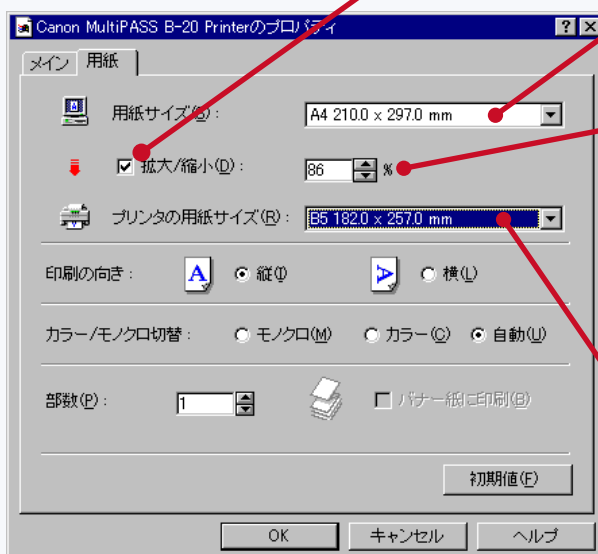 Canon MultiPASS B-20 Printerのプロパティ
メイン 用紙
用紙サイズ(S): A4 210.0 x 297.0 mm
拡大/縮小(D): 86 %
プリンタの用紙サイズ(R): B5 182.0 x 257.0 mm
印刷の向き: A 縦(I) A 横(L)
カラー/モノクロ切替: モノクロ(M) カラー(C) 自動(U)
部数(P): 1 バナー紙に印刷(B)
初期値(F)
OK キャンセル ヘルプ